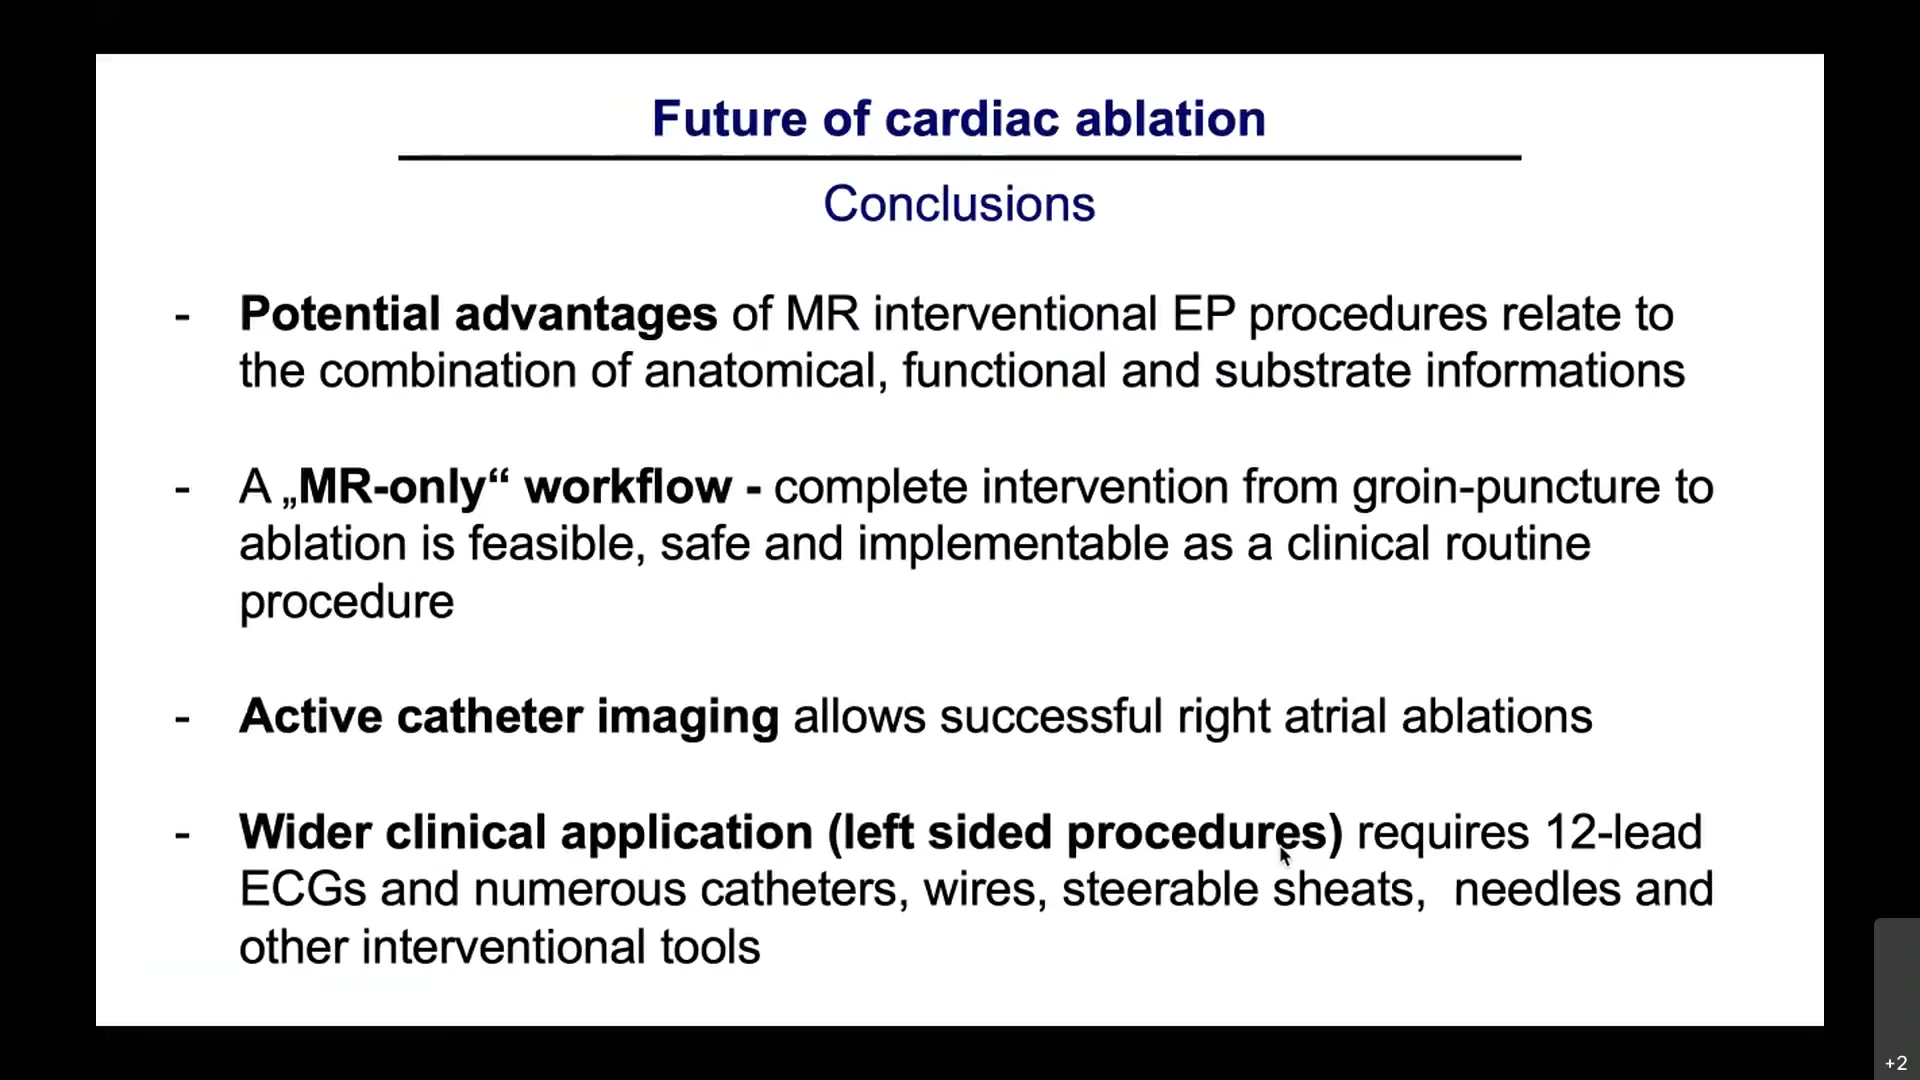 Future of cardiac ablation
Conclusions
- Potential advantages of MR interventional EP procedures relate to
the combination of anatomical, functional and substrate informations
- A „MR-only“ workflow - complete intervention from groin-puncture to
ablation is feasible, safe and implementable as a clinical routine
procedure
- Active catheter imaging allows successful right atrial ablations
- Wider clinical application (left sided procedures) requires 12-lead
ECGs and numerous catheters, wires, steerable sheats,  needles and
other interventional tools
+2